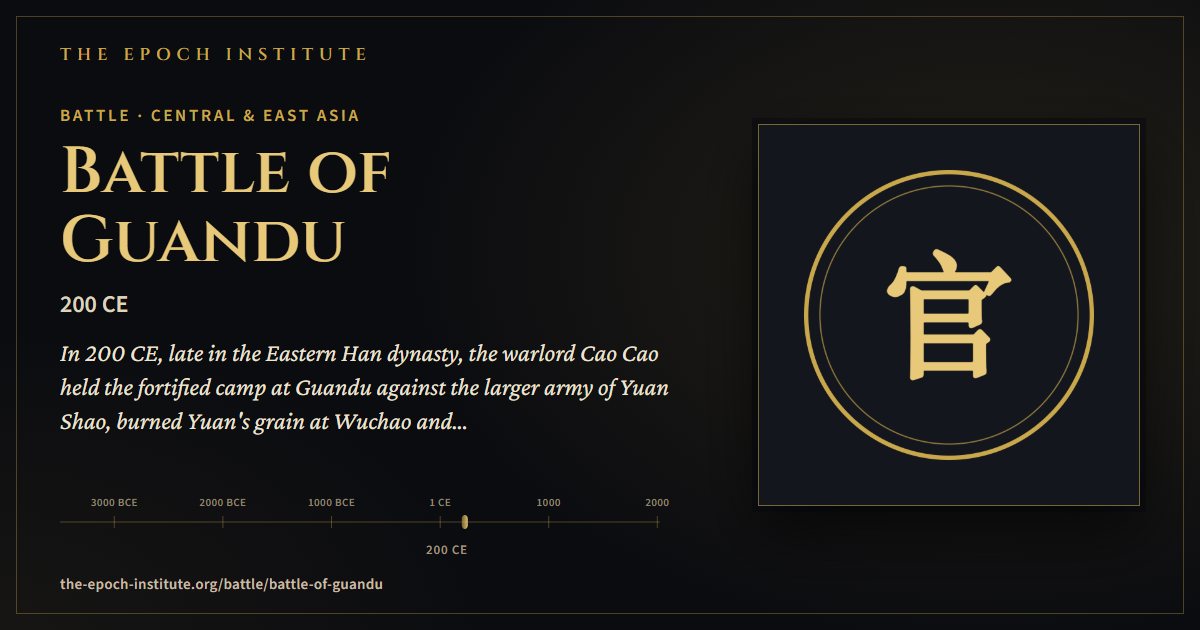 THE EPOCH INSTITUTE
BATTLE · CENTRAL & EAST ASIA
BATTLE OF
GUANDU
200 CE
In 200 CE, late in the Eastern Han dynasty, the warlord Cao Cao
held the fortified camp at Guandu against the larger army of Yuan
Shao, burned Yuan's grain at Wuchao and...
官
3000 BCE 2000 BCE 1000 BCE 1 CE 1000 2000
200 CE
the-epoch-institute.org/battle/battle-of-guandu